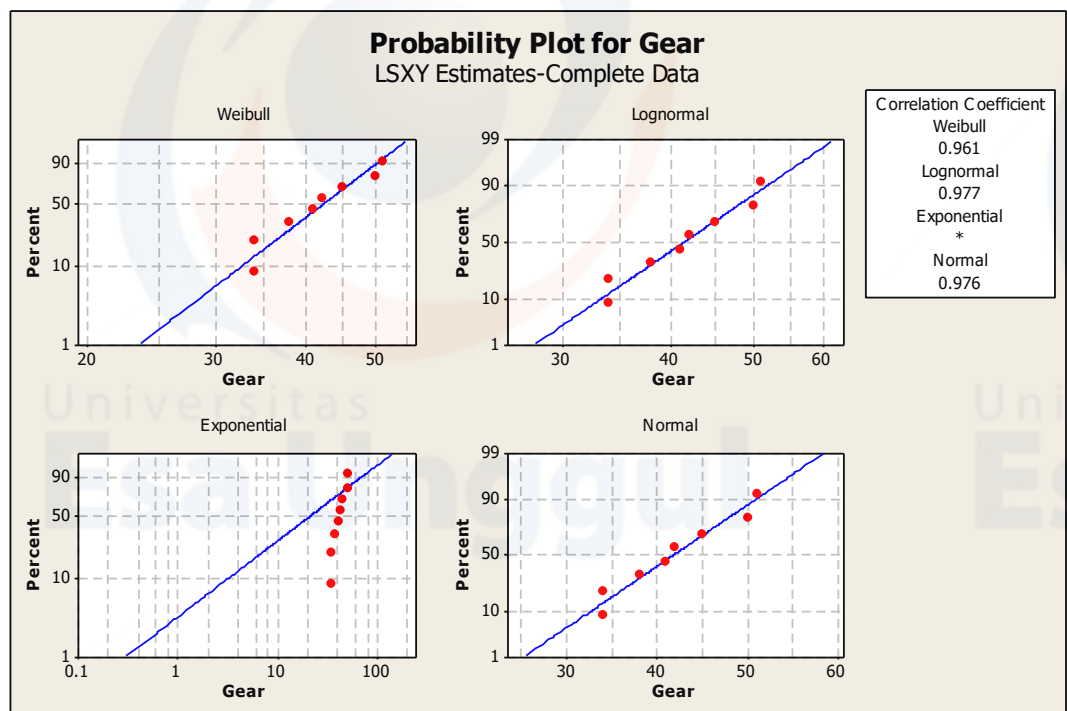 Probability Plot for Gear
LSXY Estimates-Complete Data
Weibull
Percent
90
50
10
1
20
30
40
50
Gear
Lognormal
Percent
99
90
50
10
1
30
40
50
60
Gear
Correlation Coefficient
Weibull
0.961
Lognormal
0.977
Exponential
*
Normal
0.976
Exponential
Percent
90
50
10
1
0.1
1
10
100
Gear
Normal
Percent
99
90
50
10
1
30
40
50
60
Gear
Universitas
Esa Unggul
Uni
Es